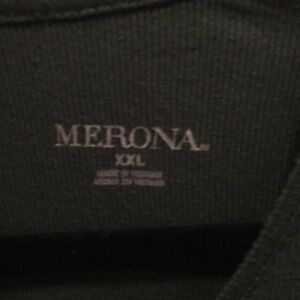 MERONA
XXL
MADE IN VIETNAM
HECHO EN VIETNAM